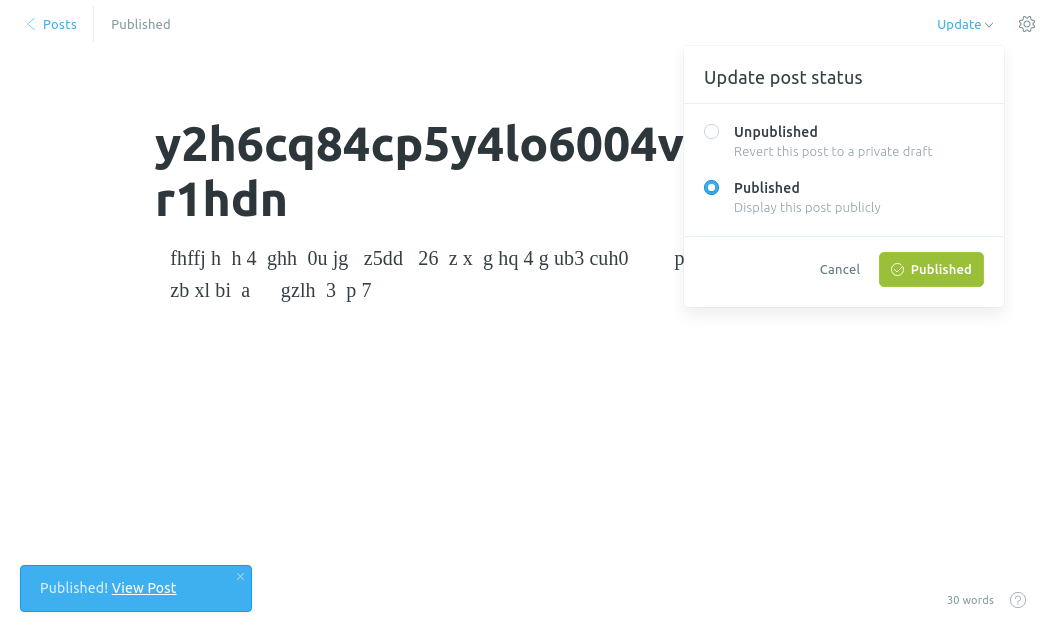 Posts
Published
Update
Update post status
Unpublished
Revert this post to a private draft
Published
Display this post publicly
Cancel
Published
y2h6cq84cp5y4lo6004v
r1hdn
fhffj h h 4 ghh 0u jg z5dd 26 z x g hq 4 g ub3 cuh0 p
zb xl bi a gzlh 3 p 7
Published! View Post
30 words
?